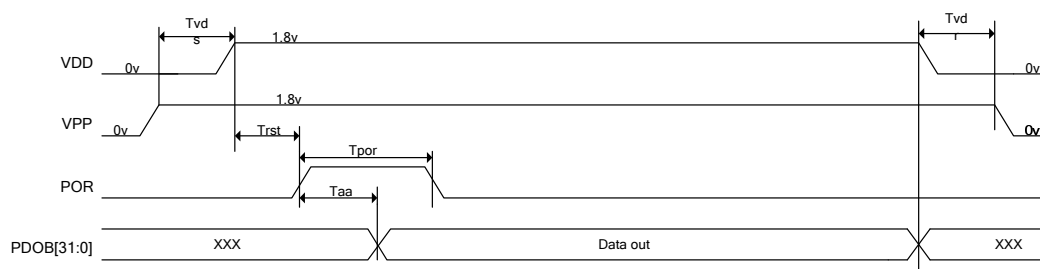 Tvd
s
Tvd
r
VDD
0v
1.8v
0v
VPP
0v
1.8v
0v
Trst
Tpor
POR
Taa
PDOB[31:0]
XXX
Data out
XXX